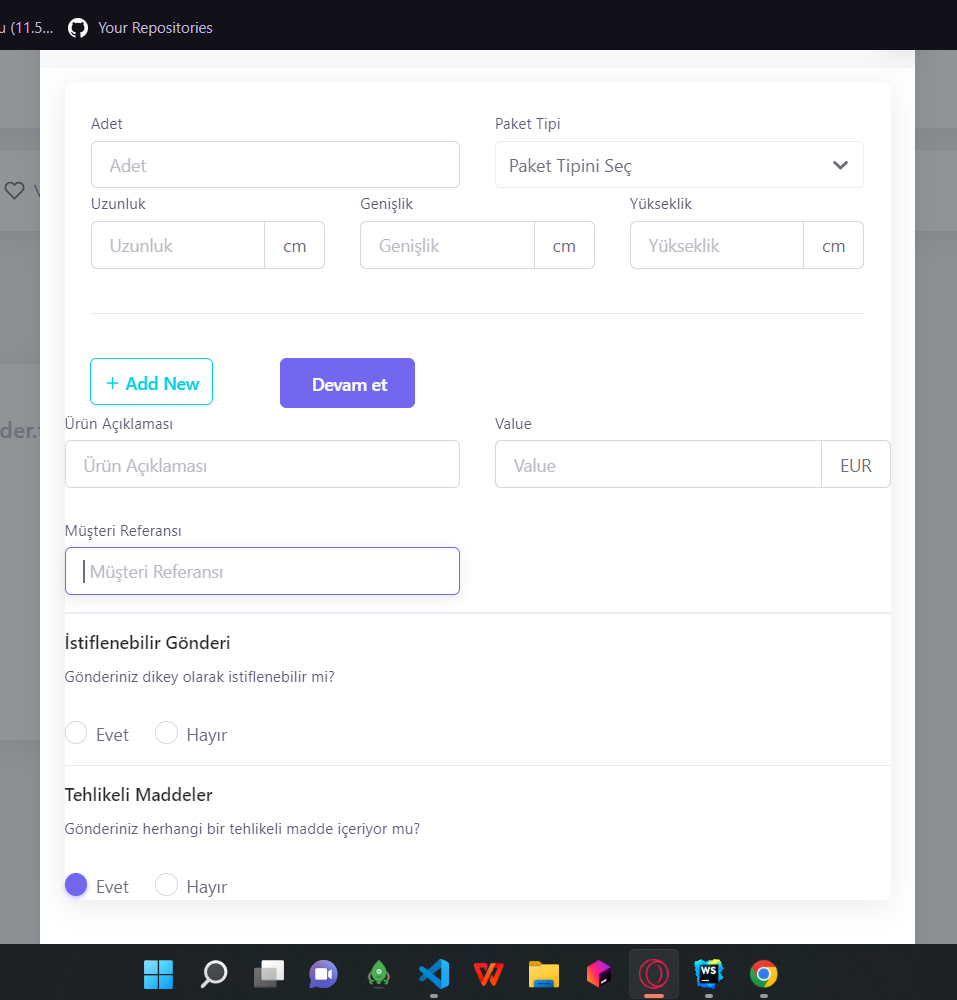 u (11.5... Your Repositories
Adet Paket Tipi
Adet Paket Tipini Seç
Uzunluk Genişlik Yükseklik
Uzunluk cm Genişlik cm Yükseklik cm
+ Add New Devam et
Ürün Açıklaması Value
Ürün Açıklaması Value EUR
der.
Müşteri Referansı
Müşteri Referansı
İstiflenebilir Gönderi
Gönderiniz dikey olarak istiflenebilir mi?
Evet Hayır
Tehlikeli Maddeler
Gönderiniz herhangi bir tehlikeli madde içeriyor mu?
Evet Hayır
WS